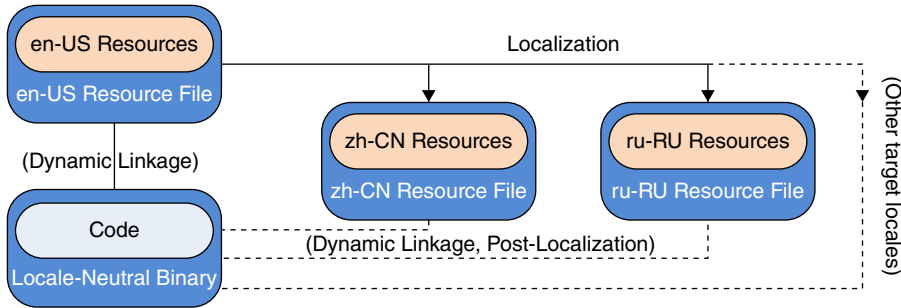 en-US Resources
en-US Resource File
Localization
(Other target locales)
zh-CN Resources
zh-CN Resource File
ru-RU Resources
ru-RU Resource File
(Dynamic Linkage)
Code
Locale-Neutral Binary
(Dynamic Linkage, Post-Localization)